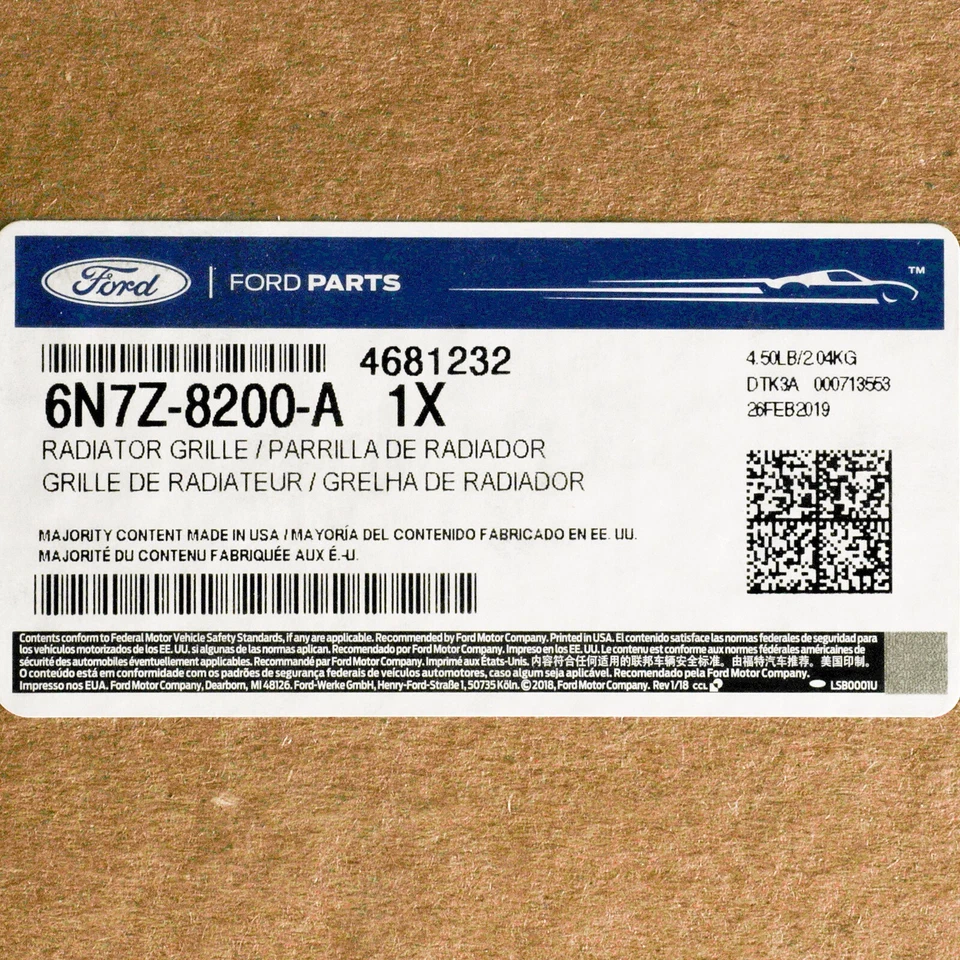 Ford FORD PARTS ™
4681232
6N7Z-8200-A 1X
RADIATOR GRILLE / PARRILLA DE RADIADOR
GRILLE DE RADIATEUR / GRELHA DE RADIADOR
4.50LB/2.04KG
DTK3A 000713553
26FEB2019
MAJORITY CONTENT MADE IN USA / MAYORÍA DEL CONTENIDO FABRICADO EN EE. UU.
MAJORITÉ DU CONTENU FABRIQUÉE AUX É.-U.
Contents conform to Federal Motor Vehicle Safety Standards, if any are applicable. Recommended by Ford Motor Company. Printed in USA. El contenido satisface las normas federales de seguridad para
los vehículos motorizados de los EE. UU. si algunas de las normas aplican. Recomendado por Ford Motor Company. Impreso en los EE. UU. Le contenu est conforme aux normes fédérales américaines de
sécurité des automobiles éventuellement applicables. Recommandé par Ford Motor Company. Imprimé aux États-Unis. 内容符合任何适用的联邦车辆安全标准。由福特汽车推荐。美国印制。
O conteúdo está em conformidade com os padrões de segurança federais de veículos automotores, caso algum seja aplicável. Recomendado pela Ford Motor Company.
Impresso nos EUA. Ford Motor Company, Dearborn, MI 48126. Ford-Werke GmbH, Henry-Ford-Straße 1, 50735 Köln. © 2018, Ford Motor Company. Rev 1/18 CCL LSB0001U